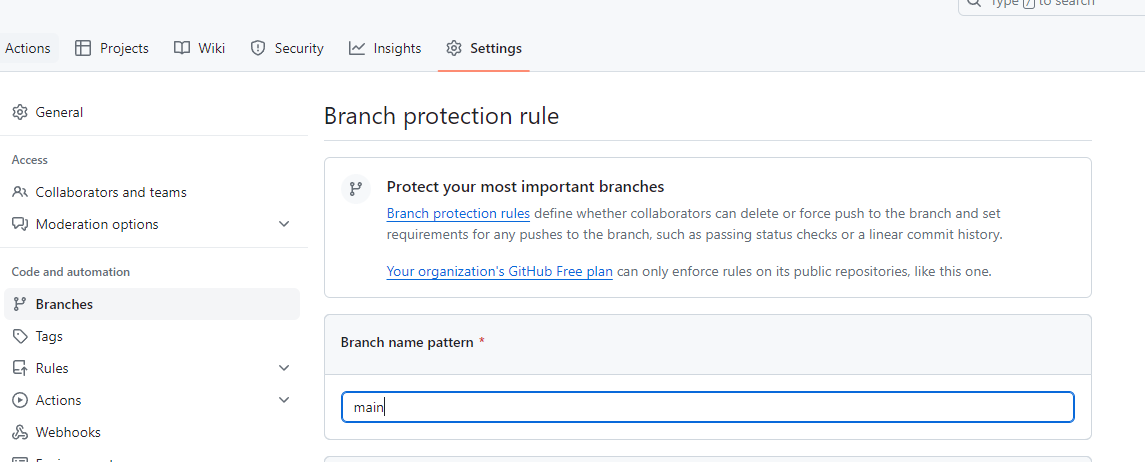 Type / to search
Actions
Projects
Wiki
Security
Insights
Settings
General
Access
Collaborators and teams
Moderation options
Code and automation
Branches
Tags
Rules
Actions
Webhooks
Branch protection rule
Protect your most important branches
Branch protection rules define whether collaborators can delete or force push to the branch and set
requirements for any pushes to the branch, such as passing status checks or a linear commit history.
Your organization's GitHub Free plan can only enforce rules on its public repositories, like this one.
Branch name pattern *
main